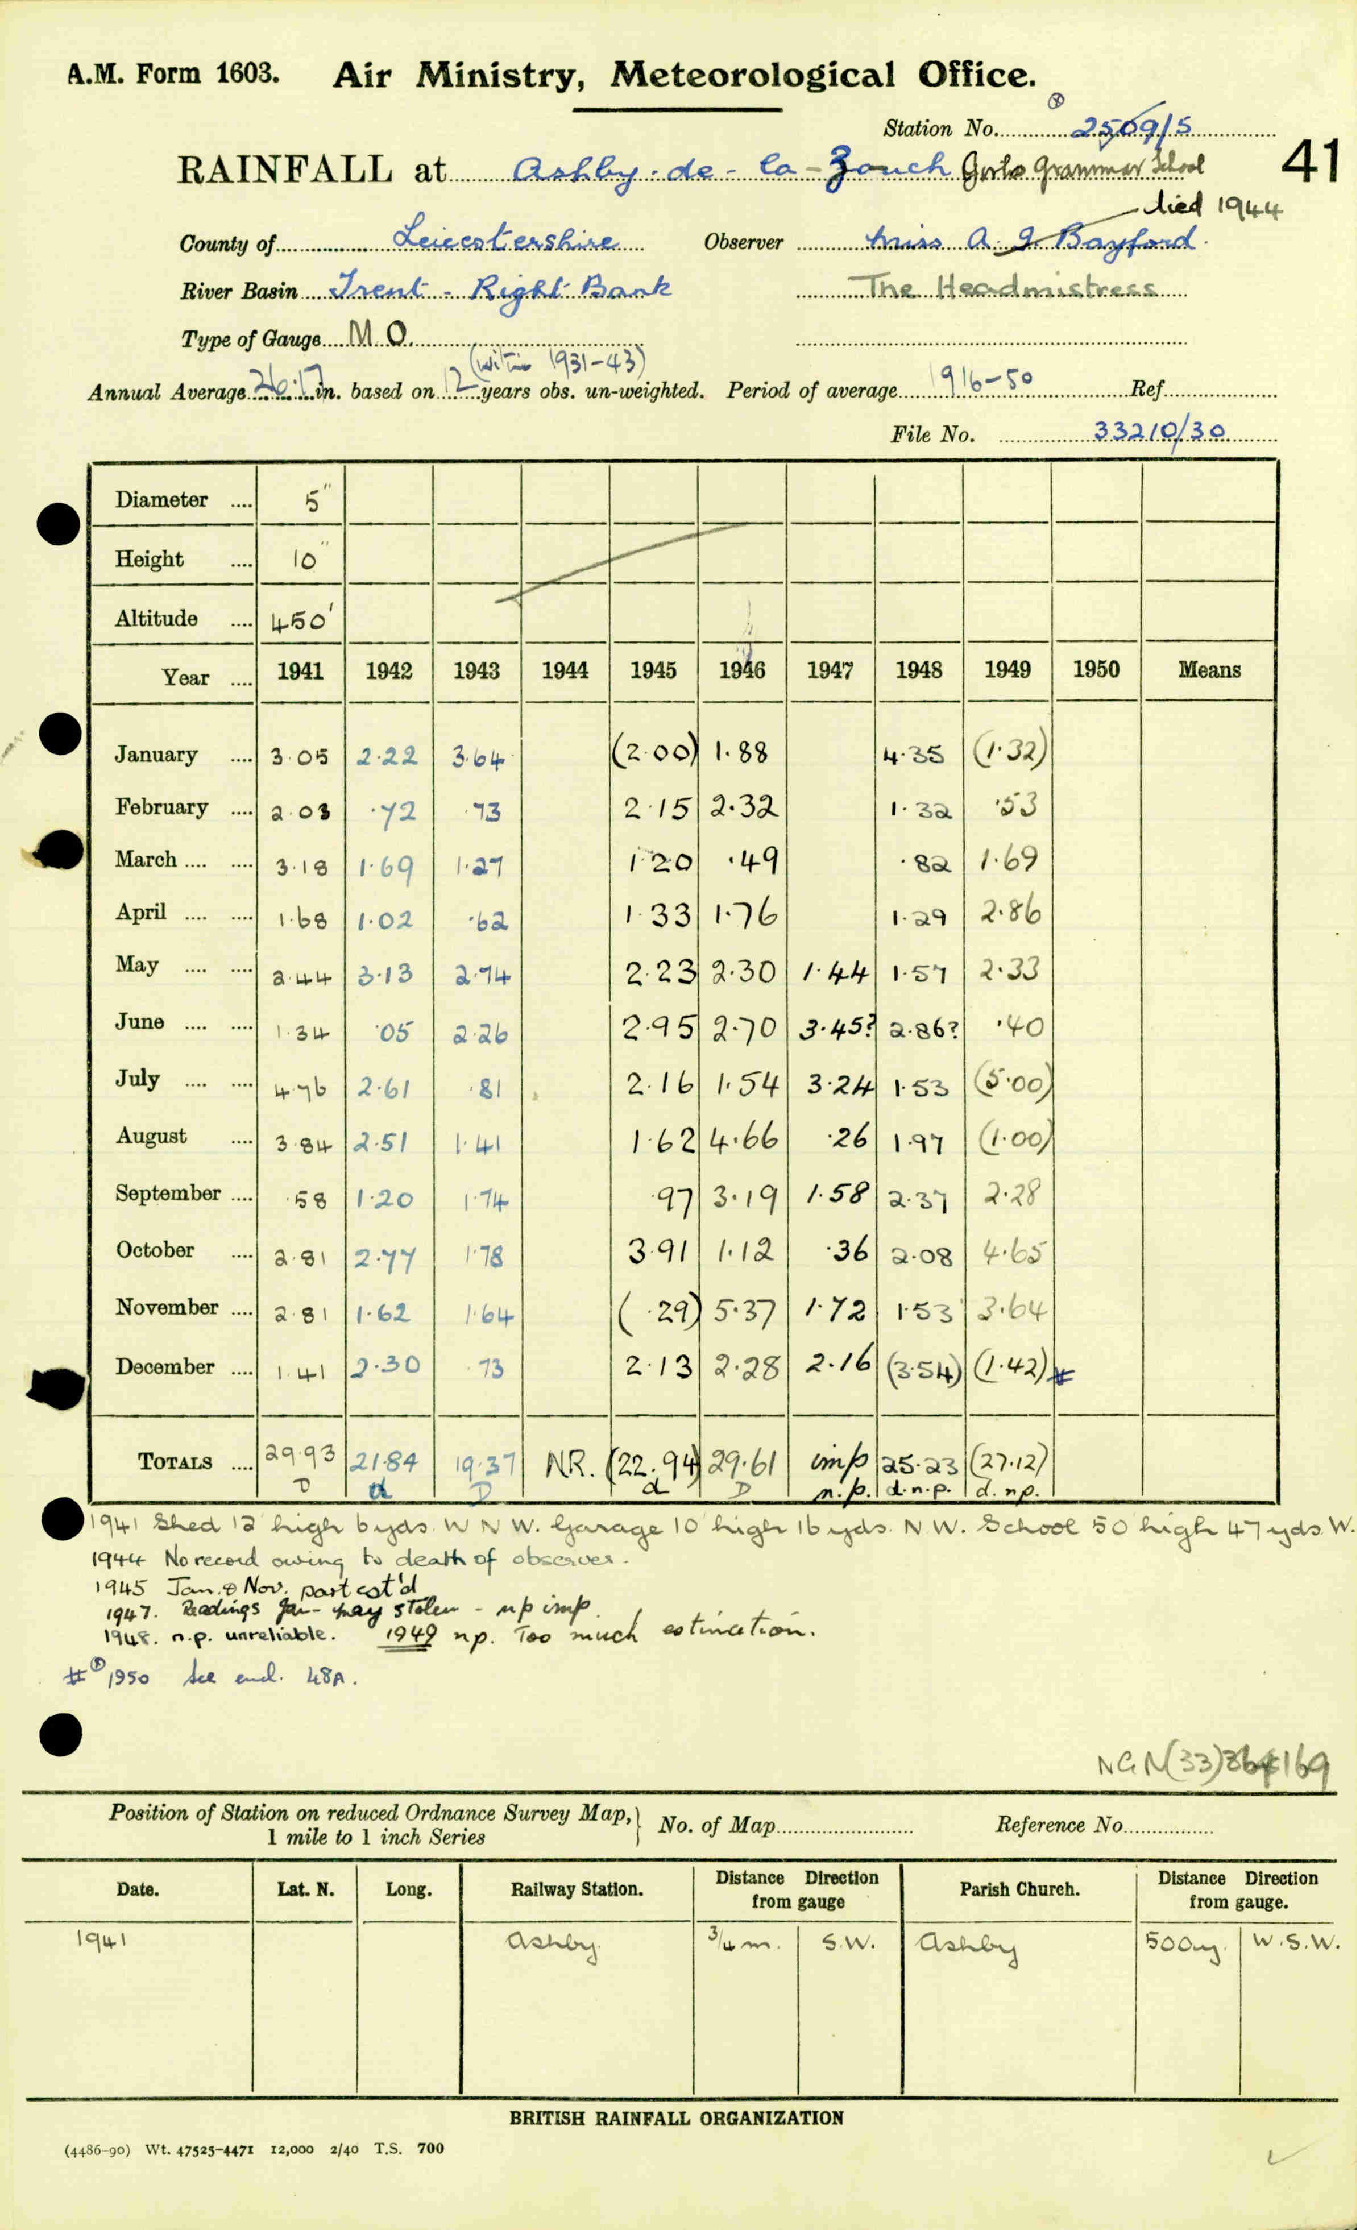 A.M. Form 1603. Air Ministry, Meteorological Office.
Station No. 2509/5
RAINFALL at Ashby-de-la-Zouch Girls Grammar School 41
died 1944
County of Leicestershire Observer Miss A. J. Bayford.
River Basin Trent - Right Bank The Headmistress
Type of Gauge M O.
(within 1931-43)
Annual Average 26.17 in. based on 12 years obs. un-weighted. Period of average 1916-50 Ref.
File No. 33210/30
Diameter .... 5"
Height .... 10"
Altitude .... 450'
Year .... 1941 1942 1943 1944 1945 1946 1947 1948 1949 1950 Means
January .... 3.05 2.22 3.64 (2.00) 1.88 4.35 (1.32)
February .... 2.03 .72 .73 2.15 2.32 1.32 .53
March .... .... 3.18 1.69 1.27 1.20 .49 .82 1.69
April .... .... 1.68 1.02 .62 1.33 1.76 1.29 2.86
May .... .... 2.44 3.13 2.74 2.23 2.30 1.44 1.57 2.33
June .... .... 1.34 .05 2.26 2.95 2.70 3.45? 2.86? .40
July .... .... 4.76 2.61 .81 2.16 1.54 3.24 1.53 (5.00)
August .... 3.84 2.51 1.41 1.62 4.66 .26 1.97 (1.00)
September .... .58 1.20 1.74 .97 3.19 1.58 2.37 2.28
October .... 2.81 2.77 1.78 3.91 1.12 .36 2.08 4.65
November .... 2.81 1.62 1.64 (.29) 5.37 1.72 1.53 3.64
December .... 1.41 2.30 .73 2.13 2.28 2.16 (3.54) (1.42) #
TOTALS .... 29.93 21.84 19.37 NR. (22.94) 29.61 imp 25.23 (27.12)
D d D d D n.p. d.n.p. d. np.
1941 Shed 12' high 6 yds. W N W. Garage 10' high 16 yds. N W. School 50' high 47 yds W.
1944 No record owing to death of observer.
1945 Jan. & Nov. part est'd
1947. Readings Jan - May stolen - np imp.
1948. n.p. unreliable. 1949 np. Too much estimation.
# 1950 See encl. 48A.
NGN(33)364169
Position of Station on reduced Ordnance Survey Map, } No. of Map Reference No.
1 mile to 1 inch Series
Date. Lat. N. Long. Railway Station. Distance Direction from gauge Parish Church. Distance Direction from gauge.
1941 Ashby. 3/4 m. S.W. Ashby 500y. W.S.W.
BRITISH RAINFALL ORGANIZATION
(4486-90) Wt. 47525-4471 12,000 2/40 T.S. 700